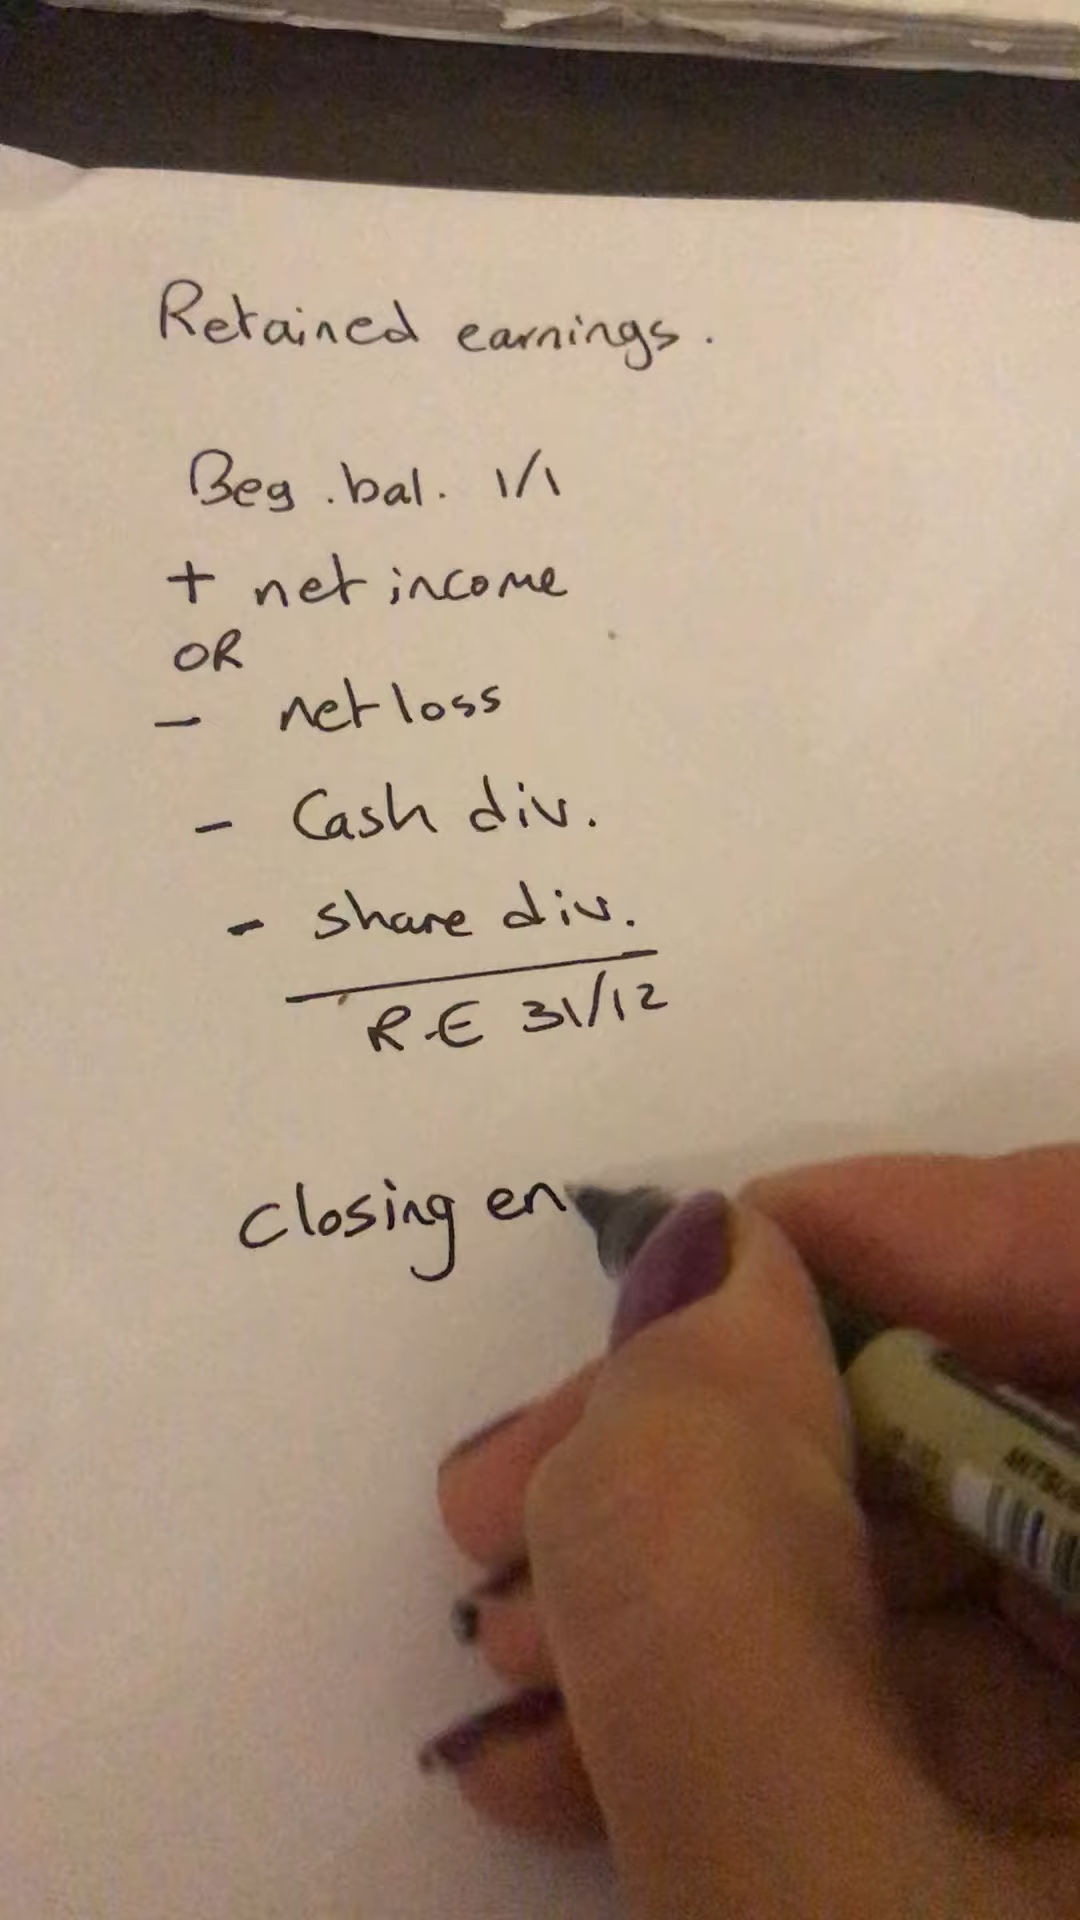 Retained earnings.
Beg. bal. 1/1
+ net income
OR
- net loss
- Cash div.
- share div.
R.E 31/12
Closing en